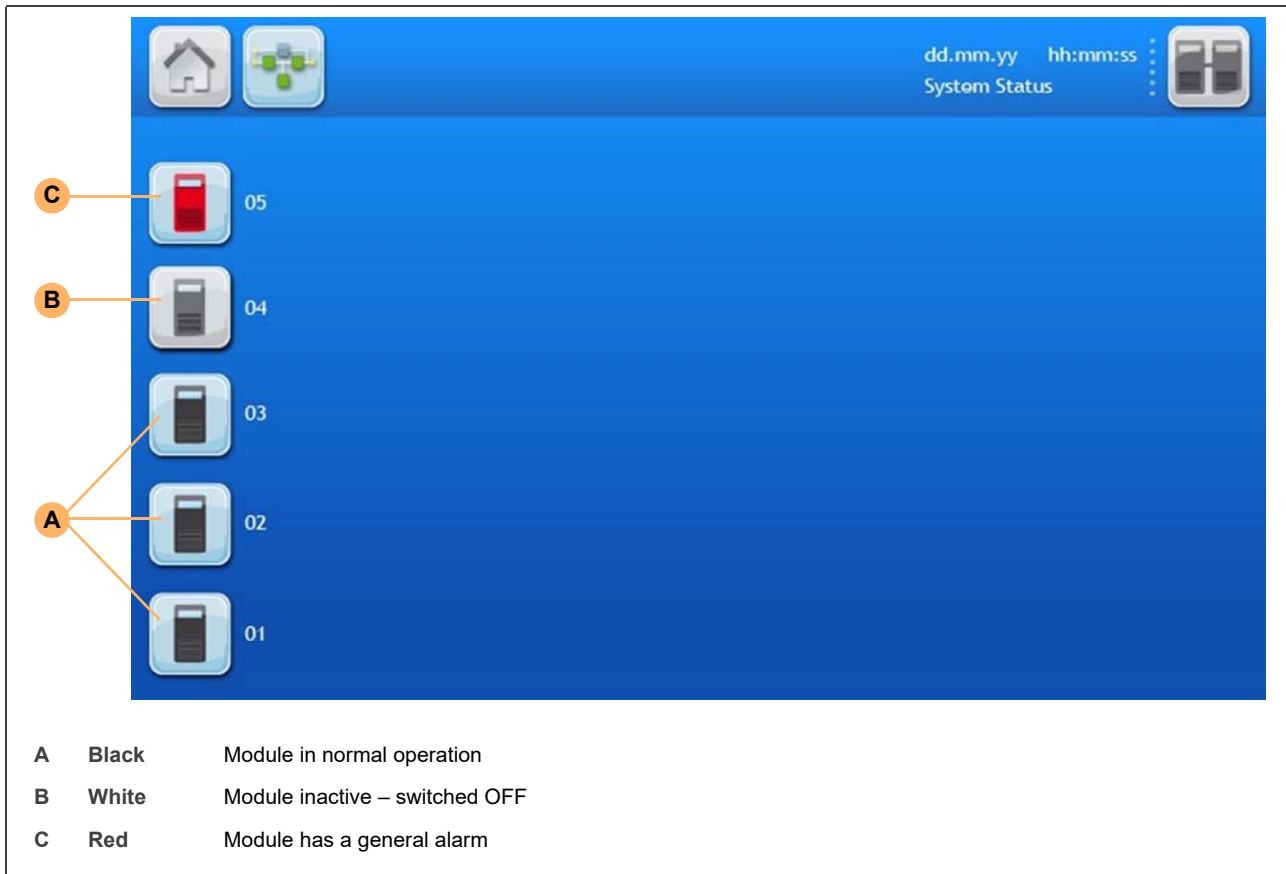 dd.mm.yy hh:mm:ss
System Status
C
05
B
04
03
A
02
01
A Black Module in normal operation
B White Module inactive – switched OFF
C Red Module has a general alarm